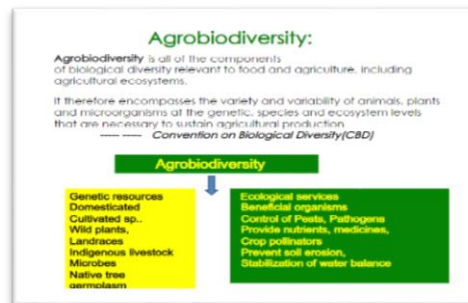 Agrobiodiversity:
Agrobiodiversity is all of the components
of biological diversity relevant to food and agriculture, including
agricultural ecosystems.
It therefore encompasses the variety and variability of animals, plants
and microorganisms at the genetic, species and ecosystem levels
that are necessary to sustain agricultural production
----- ----- Convention on Biological Diversity(CBD)
Agrobiodiversity
Genetic resources
Domesticated
Cultivated sp..
Wild plants,
Landraces
Indigenous livestock
Microbes
Native tree
germplasm
Ecological services
Beneficial organisms
Control of Pests, Pathogens
Provide nutrients, medicines,
Crop pollinators
Prevent soil erosion,
Stabilization of water balance